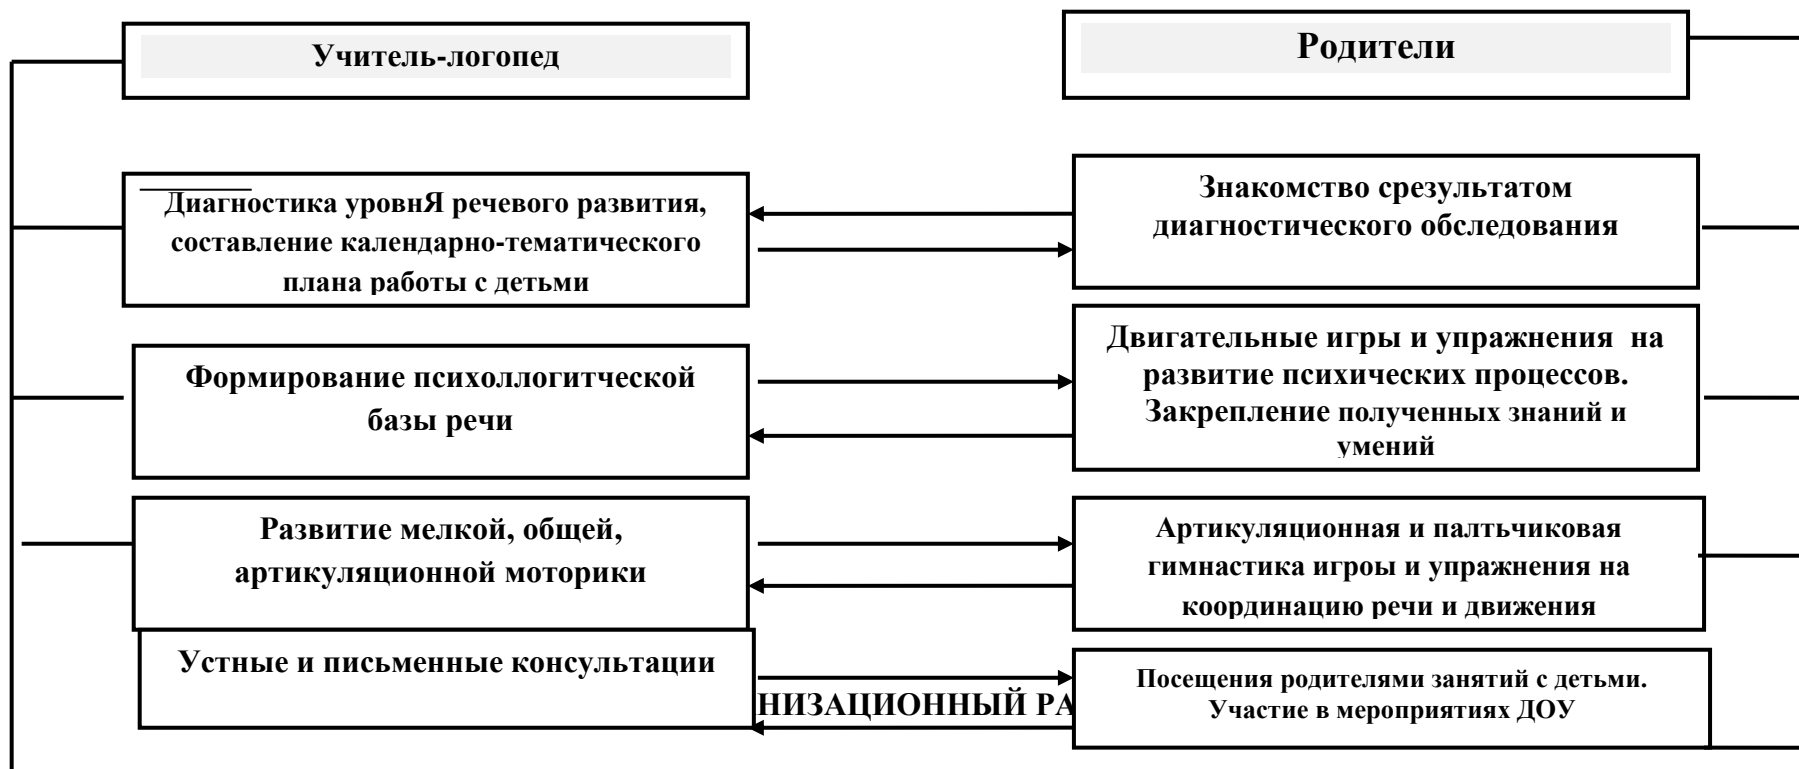 Учитель-логопед
Родители
Диагностика уровнЯ речевого развития,
составление календарно-тематического
плана работы с детьми
Знакомство срезультатом
диагностического обследования
Формирование психоллогитческой
базы речи
Двигательные игры и упражнения на
развитие психических процессов.
Закрепление полученных знаний и
умений
Развитие мелкой, общей,
артикуляционной моторики
Артикуляционная и палтьчиковая
гимнастика игроы и упражнения на
координацию речи и движения
Устные и письменные консультации
НИЗАЦИОННЫЙ РА
Посещения родителями занятий с детьми.
Участие в мероприятиях ДОУ